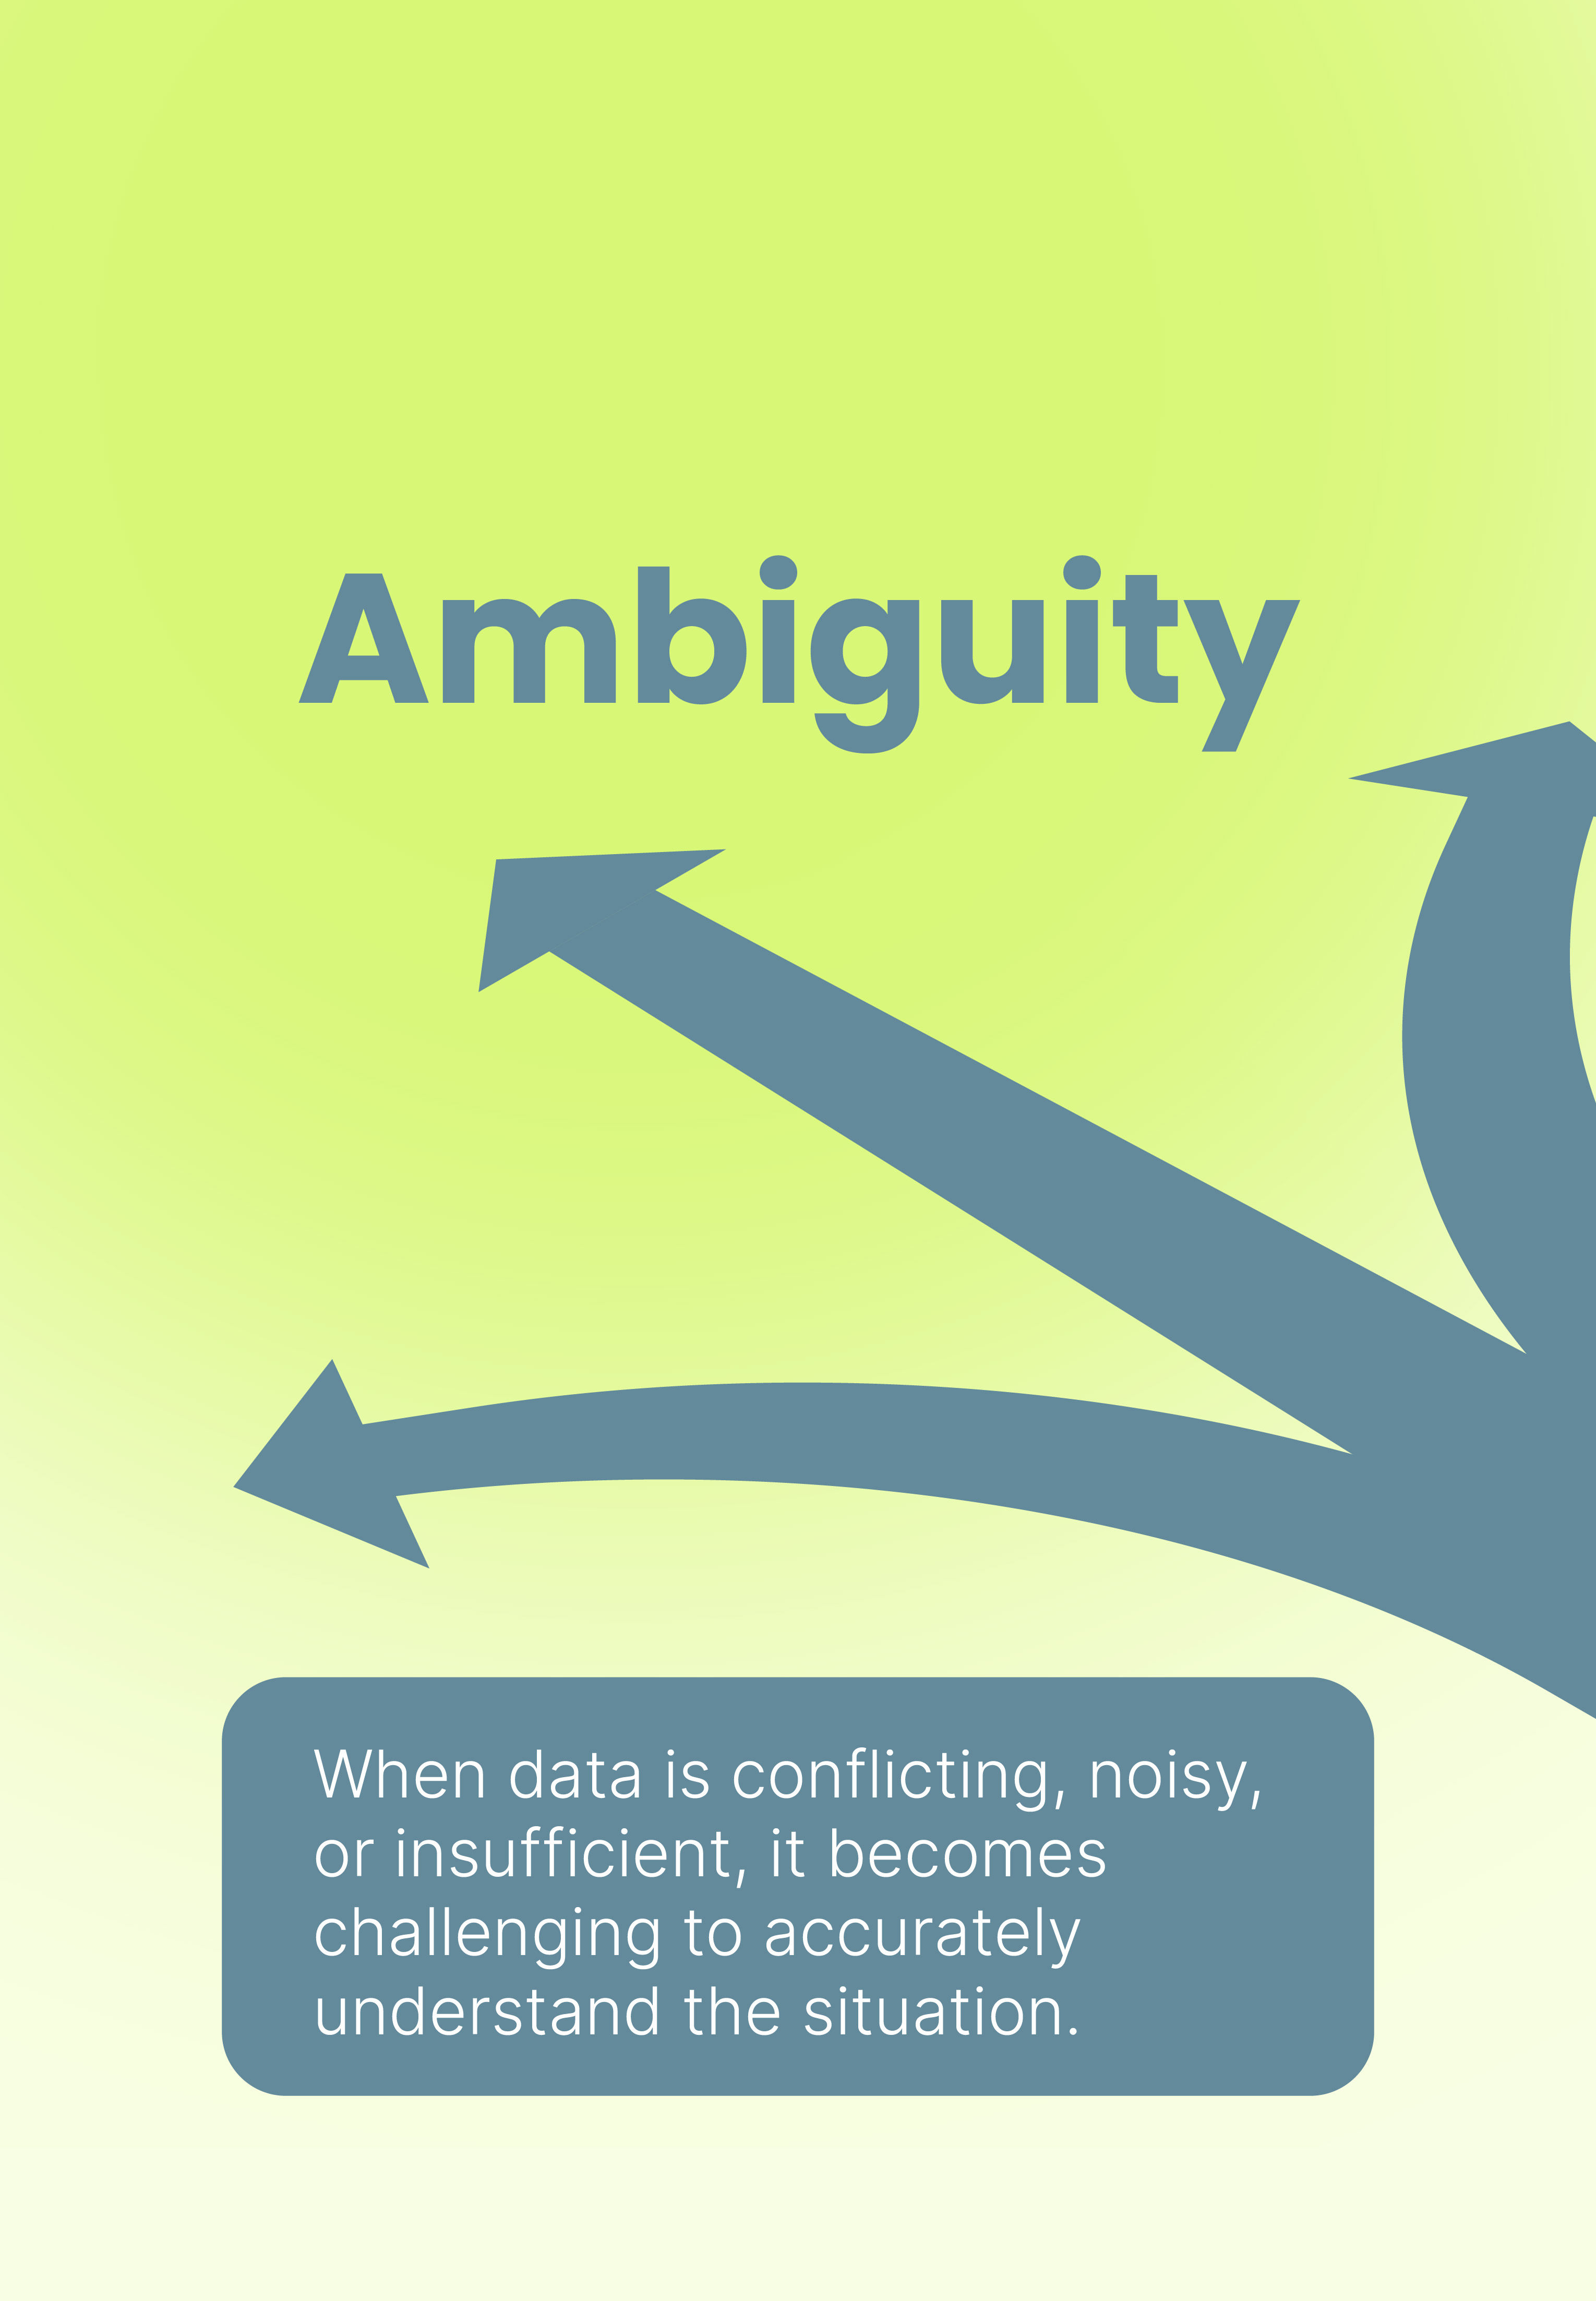 Ambiguity
When data is conflicting, noisy,
or insufficient, it becomes
challenging to accurately
understand the situation.